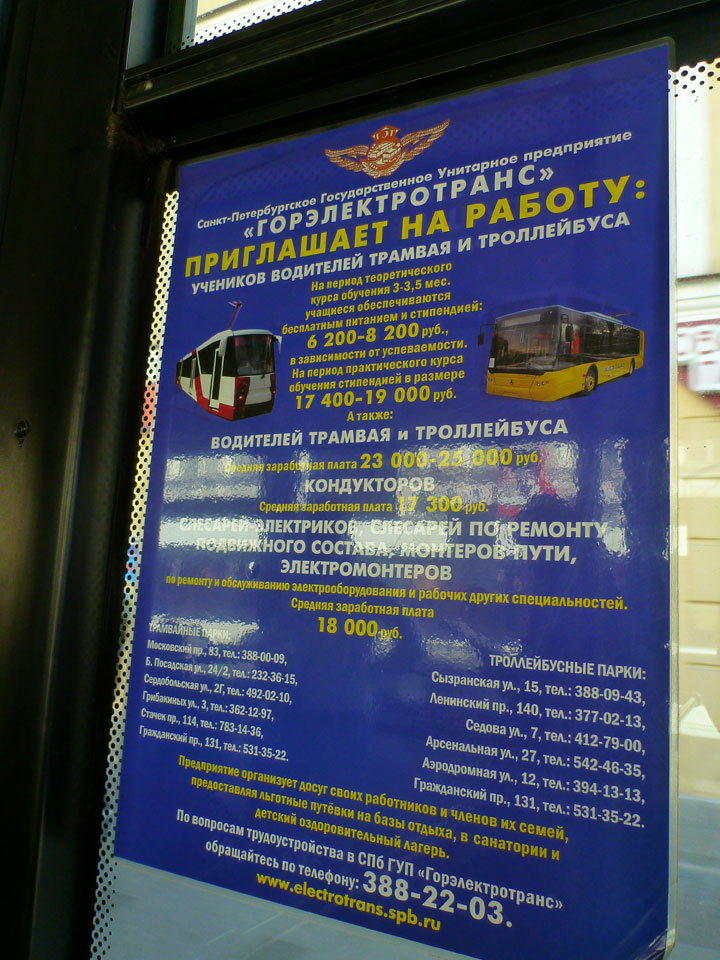 ГЭТ
Санкт-Петербургское Государственное Унитарное предприятие
«ГОРЭЛЕКТРОТРАНС»
ПРИГЛАШАЕТ НА РАБОТУ:
УЧЕНИКОВ ВОДИТЕЛЕЙ ТРАМВАЯ И ТРОЛЛЕЙБУСА
На период теоретического
курса обучения 3-3,5 мес.
учащиеся обеспечиваются
бесплатным питанием и стипендией:
6 200-8 200 руб.,
в зависимости от успеваемости.
На период практического курса
обучения стипендией в размере
17 400-19 000 руб.
А также:
ВОДИТЕЛЕЙ ТРАМВАЯ и ТРОЛЛЕЙБУСА
Средняя заработная плата 23 000-25 000 руб.
КОНДУКТОРОВ
Средняя заработная плата 17 300 руб.
СЛЕСАРЕЙ-ЭЛЕКТРИКОВ, СЛЕСАРЕЙ ПО РЕМОНТУ
ПОДВИЖНОГО СОСТАВА, МОНТЕРОВ ПУТИ,
ЭЛЕКТРОМОНТЕРОВ
по ремонту и обслуживанию электрооборудования и рабочих других специальностей.
Средняя заработная плата
18 000 руб.
ТРАМВАЙНЫЕ ПАРКИ:
Московский пр., 83, тел.: 388-00-09,
Б. Посадская ул., 24/2, тел.: 232-36-15,
Сердобольская ул., 2Г, тел.: 492-02-10,
Грибакиных ул., 3, тел.: 362-12-97,
Стачек пр., 114, тел.: 783-14-36,
Гражданский пр., 131, тел.: 531-35-22.
ТРОЛЛЕЙБУСНЫЕ ПАРКИ:
Сызранская ул., 15, тел.: 388-09-43,
Ленинский пр., 140, тел.: 377-02-13,
Седова ул., 7, тел.: 412-79-00,
Арсенальная ул., 27, тел.: 542-46-35,
Аэродромная ул., 12, тел.: 394-13-13,
Гражданский пр., 131, тел.: 531-35-22.
Предприятие организует досуг своих работников и членов их семей,
предоставляя льготные путёвки на базы отдыха, в санатории и
детский оздоровительный лагерь.
По вопросам трудоустройства в СПб ГУП «Горэлектротранс»
обращайтесь по телефону: 388-22-03.
www.electrotrans.spb.ru